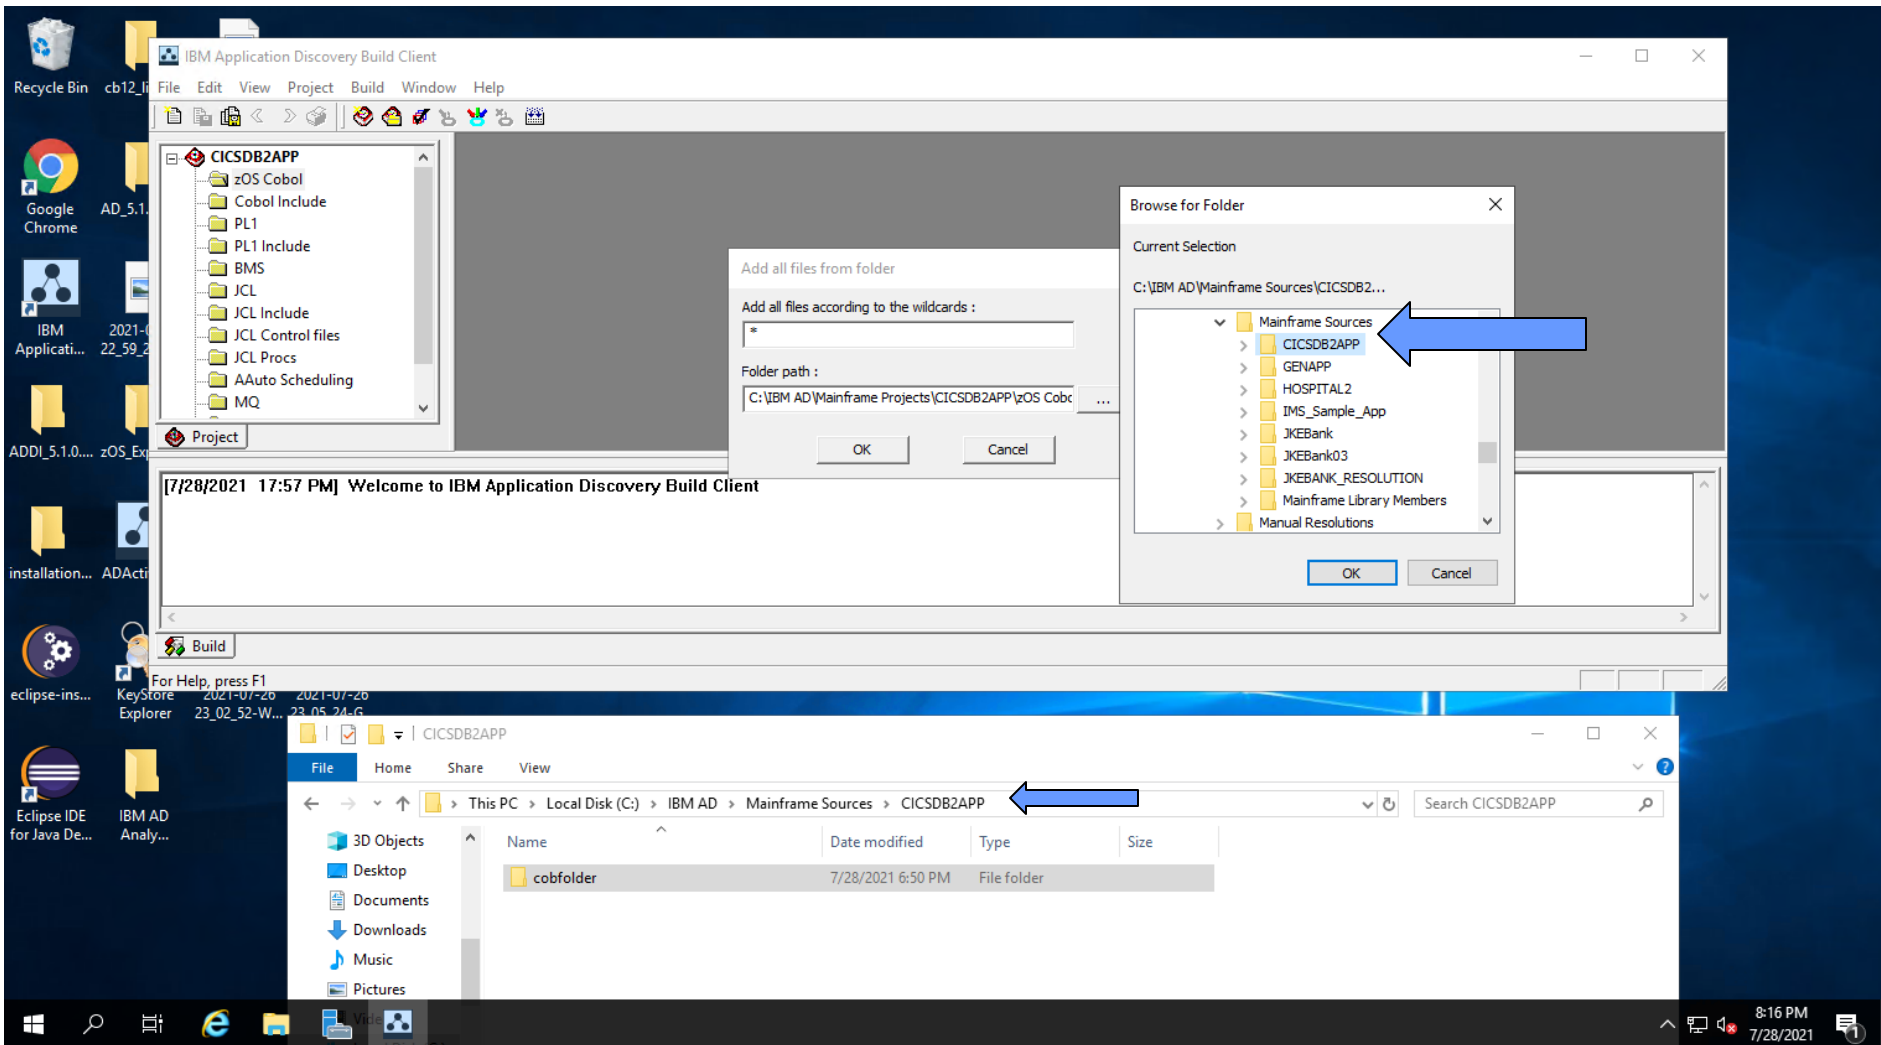 Recycle Bin
cb12_li
Google Chrome
AD_5.1.
IBM Applicati...
2021-0
22_59_2
ADDI_5.1.0....
zOS_Exp
installation...
ADActi
eclipse-ins...
KeyStore Explorer
2021-07-26
23_02_52-W...
2021-07-26
23_05_24-G
Eclipse IDE for Java De...
IBM AD Analy...
IBM Application Discovery Build Client
File Edit View Project Build Window Help
CICSDB2APP
zOS Cobol
Cobol Include
PL1
PL1 Include
BMS
JCL
JCL Include
JCL Control files
JCL Procs
AAuto Scheduling
MQ
Project
Add all files from folder
Add all files according to the wildcards :
*
Folder path :
C:\IBM AD\Mainframe Projects\CICSDB2APP\zOS Cobc
...
OK Cancel
Browse for Folder
Current Selection
C:\IBM AD\Mainframe Sources\CICSDB2...
Mainframe Sources
CICSDB2APP
GENAPP
HOSPITAL2
IMS_Sample_App
JKEBank
JKEBank03
JKEBANK_RESOLUTION
Mainframe Library Members
Manual Resolutions
OK Cancel
[7/28/2021 17:57 PM] Welcome to IBM Application Discovery Build Client
Build
For Help, press F1
CICSDB2APP
File Home Share View
This PC > Local Disk (C:) > IBM AD > Mainframe Sources > CICSDB2APP
Search CICSDB2APP
3D Objects
Desktop
Documents
Downloads
Music
Pictures
Vide
Name Date modified Type Size
cobfolder 7/28/2021 6:50 PM File folder
8:16 PM
7/28/2021
1